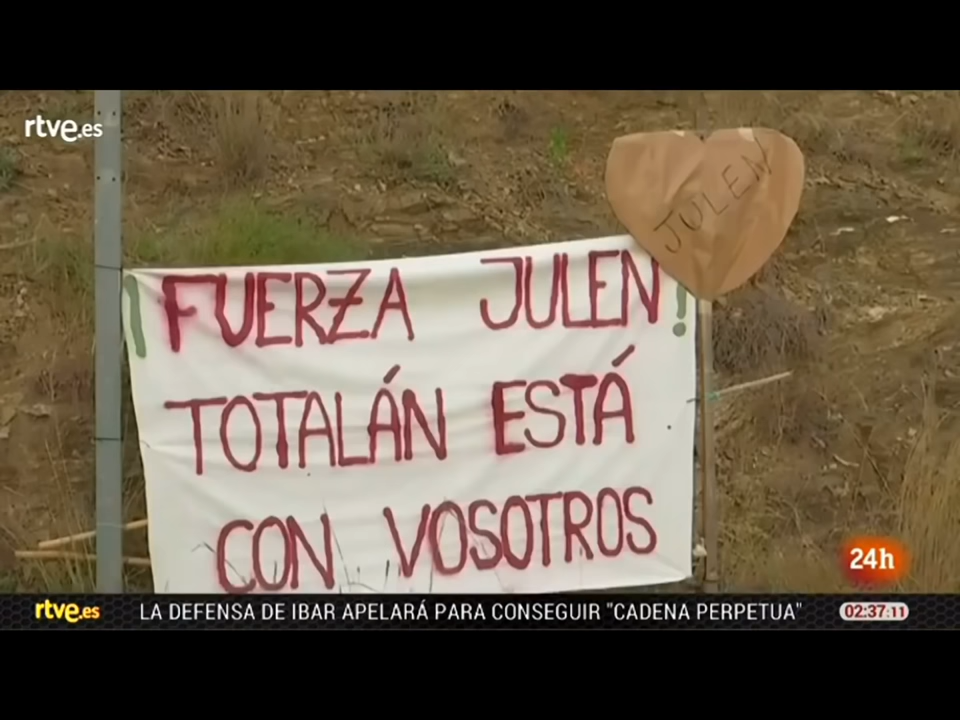 rtve.es
JULEN
¡FUERZA JULEN!
TOTALÁN ESTÁ
CON VOSOTROS
24h
rtve.es LA DEFENSA DE IBAR APELARÁ PARA CONSEGUIR "CADENA PERPETUA" 02:37:11